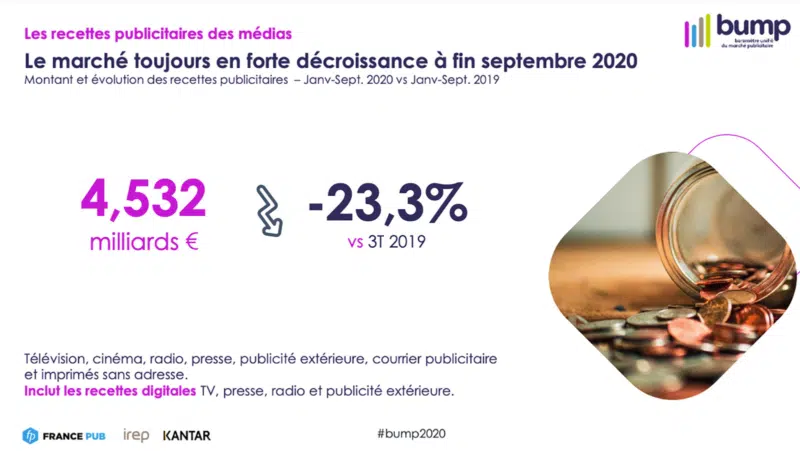 Les recettes publicitaires des médias
bump
baromètre unifié
du marché publicitaire
Le marché toujours en forte décroissance à fin septembre 2020
Montant et évolution des recettes publicitaires – Janv-Sept. 2020 vs Janv-Sept. 2019
4,532
milliards €
-23,3%
vs 3T 2019
Télévision, cinéma, radio, presse, publicité extérieure, courrier publicitaire
et imprimés sans adresse.
Inclut les recettes digitales TV, presse, radio et publicité extérieure.
fp FRANCE PUB irep KANTAR #bump2020